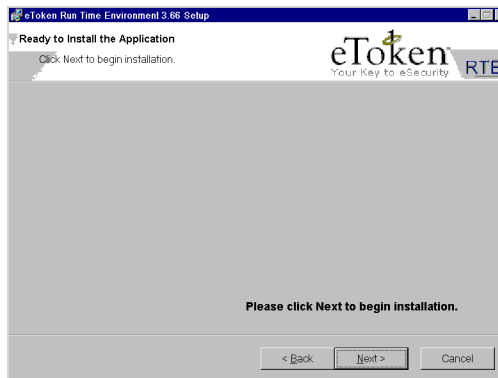 eToken Run Time Environment 3.66 Setup
Ready to Install the Application
Click Next to begin installation.
eToken
Your Key to eSecurity
RTE
Please click Next to begin installation.
< Back
Next >
Cancel